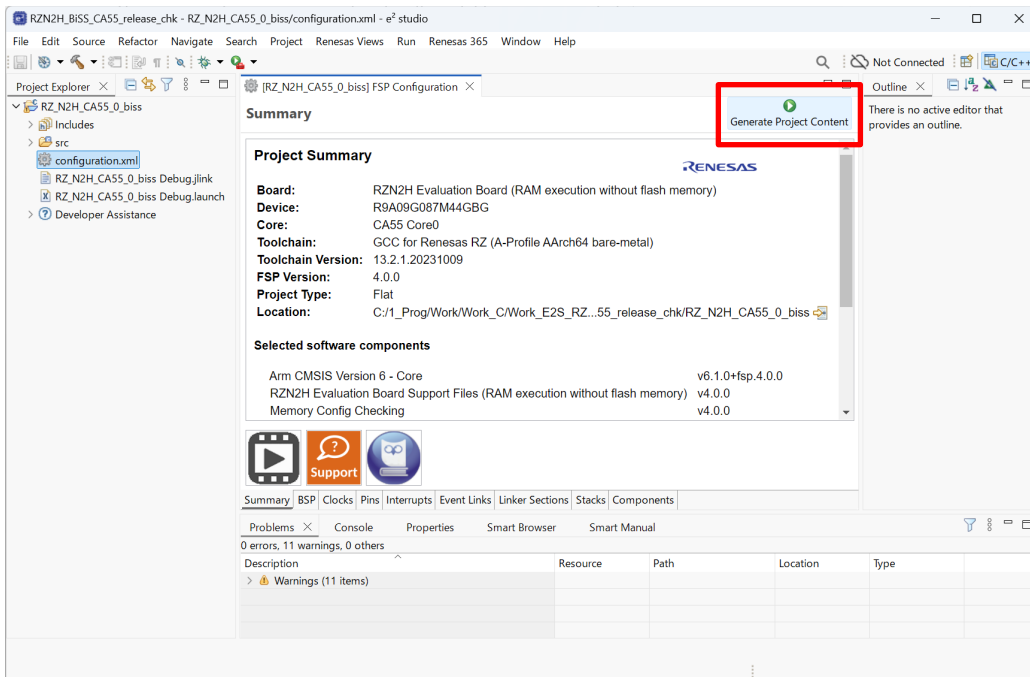 RZN2H_BiSS_CA55_release_chk - RZ_N2H_CA55_0_biss/configuration.xml - e² studio
File Edit Source Refactor Navigate Search Project Renesas Views Run Renesas 365 Window Help
Not Connected
C/C++
Project Explorer
[RZ_N2H_CA55_0_biss] FSP Configuration
Outline
RZ_N2H_CA55_0_biss
Includes
src
configuration.xml
RZ_N2H_CA55_0_biss Debug.jlink
RZ_N2H_CA55_0_biss Debug.launch
Developer Assistance
Summary
Generate Project Content
There is no active editor that
provides an outline.
Project Summary
RENESAS
Board: RZN2H Evaluation Board (RAM execution without flash memory)
Device: R9A09G087M44GBG
Core: CA55 Core0
Toolchain: GCC for Renesas RZ (A-Profile AArch64 bare-metal)
Toolchain Version: 13.2.1.20231009
FSP Version: 4.0.0
Project Type: Flat
Location: C:/1_Prog/Work/Work_C/Work_E2S_RZ...55_release_chk/RZ_N2H_CA55_0_biss
Selected software components
Arm CMSIS Version 6 - Core v6.1.0+fsp.4.0.0
RZN2H Evaluation Board Support Files (RAM execution without flash memory) v4.0.0
Memory Config Checking v4.0.0
Support
Summary BSP Clocks Pins Interrupts Event Links Linker Sections Stacks Components
Problems Console Properties Smart Browser Smart Manual
0 errors, 11 warnings, 0 others
Description Resource Path Location Type
Warnings (11 items)